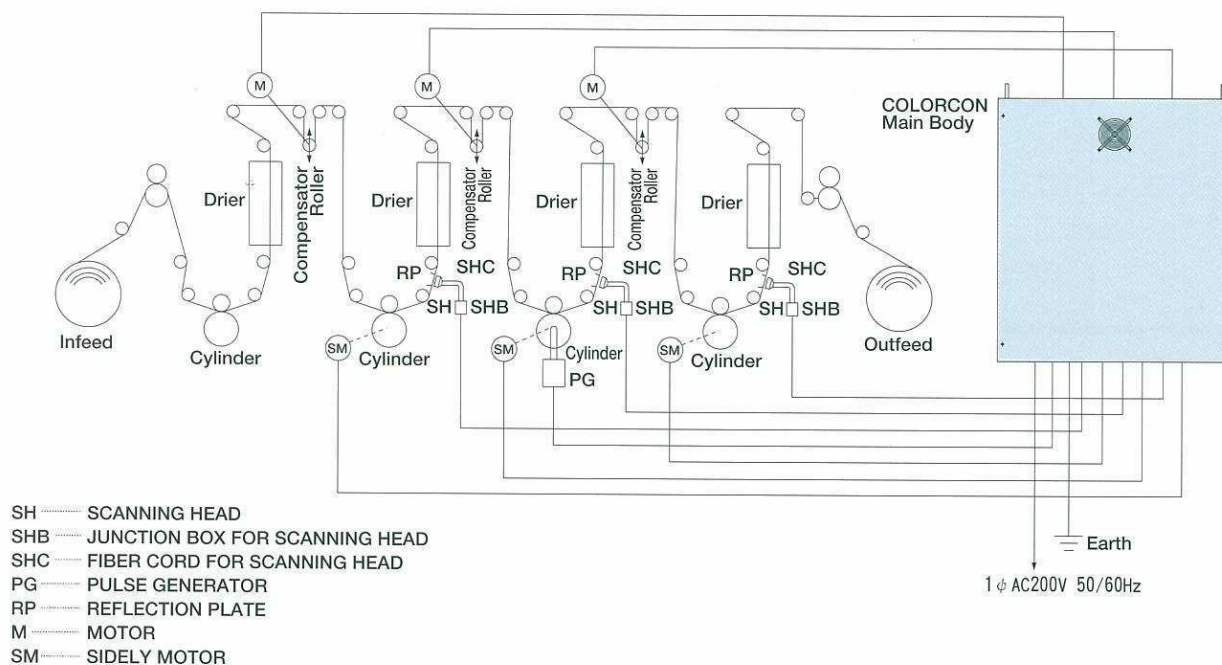 M
M
M
COLORCON
Main Body
Drier
Compensator
Roller
Drier
Compensator
Roller
Drier
Compensator
Roller
Drier
RP
SHC
SH
SHB
RP
SHC
SH
SHB
RP
SHC
SH
SHB
Infeed
Cylinder
SM
Cylinder
SM
Cylinder
PG
SM
Cylinder
Outfeed
Earth
1φ AC200V 50/60Hz
SH ········ SCANNING HEAD
SHB ········ JUNCTION BOX FOR SCANNING HEAD
SHC ········ FIBER CORD FOR SCANNING HEAD
PG ········ PULSE GENERATOR
RP ········ REFLECTION PLATE
M ········ MOTOR
SM ········ SIDELY MOTOR